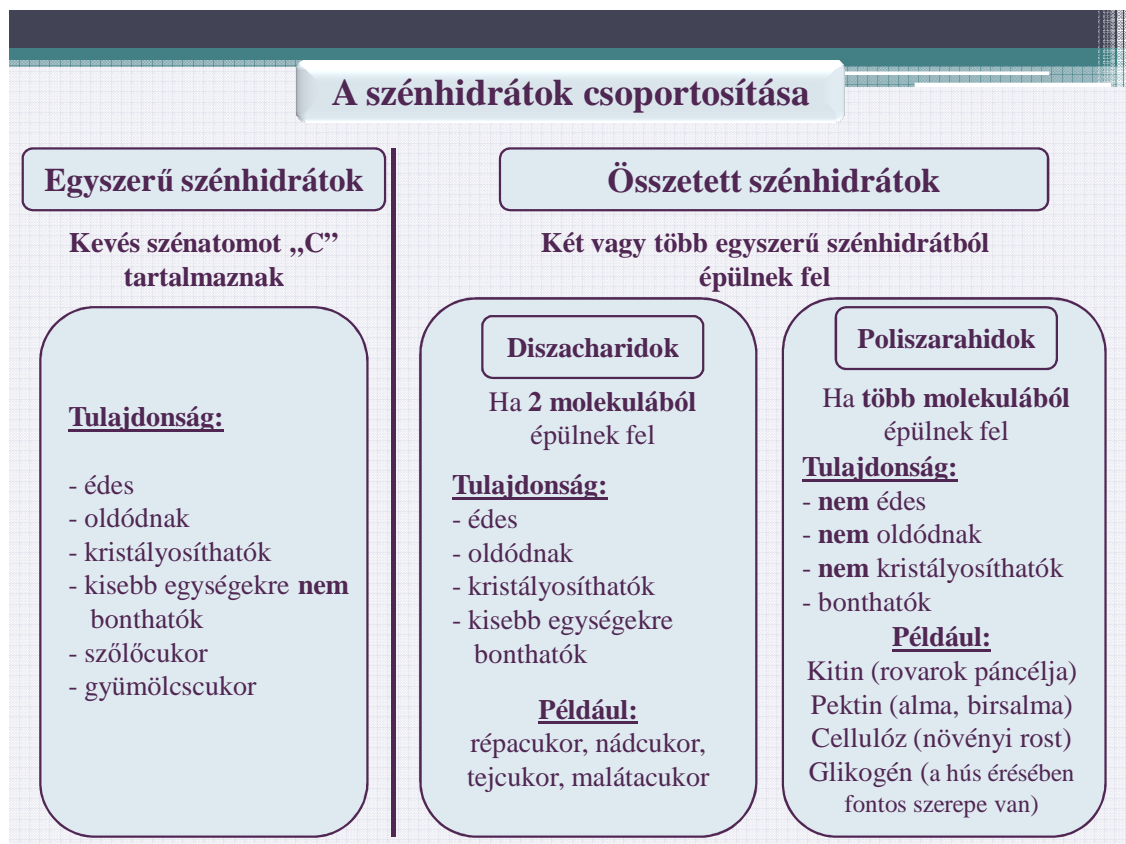 A szénhidrátok csoportosítása
Egyszerű szénhidrátok
Kevés szénatomot „C”
tartalmaznak
Tulajdonság:
- édes
- oldódnak
- kristályosíthatók
- kisebb egységekre nem
bonthatók
- szőlőcukor
- gyümölcscukor
Összetett szénhidrátok
Két vagy több egyszerű szénhidrátból
épülnek fel
Diszacharidok
Ha 2 molekulából
épülnek fel
Tulajdonság:
- édes
- oldódnak
- kristályosíthatók
- kisebb egységekre
bonthatók
Például:
répacukor, nádcukor,
tejcukor, malátacukor
Poliszarahidok
Ha több molekulából
épülnek fel
Tulajdonság:
- nem édes
- nem oldódnak
- nem kristályosíthatók
- bonthatók
Például:
Kitin (rovarok páncélja)
Pektin (alma, birsalma)
Cellulóz (növényi rost)
Glikogén (a hús érésében
fontos szerepe van)